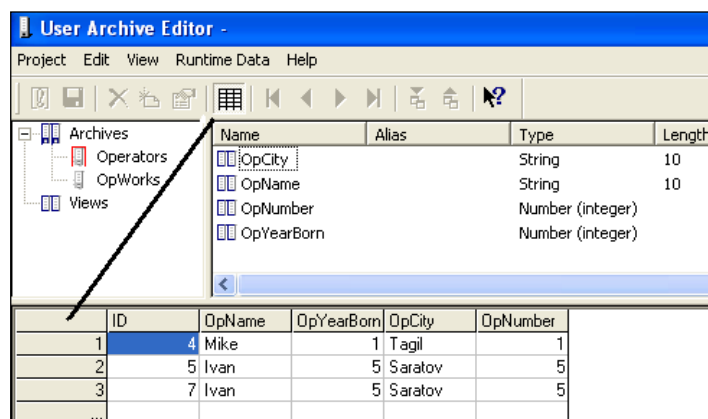 User Archive Editor -
Project Edit View Runtime Data Help
Archives
Operators
OpWorks
Views
Name Alias Type Length
OpCity String 10
OpName String 10
OpNumber Number (integer)
OpYearBorn Number (integer)
ID OpName OpYearBorn OpCity OpNumber
1 4 Mike 1 Tagil 1
2 5 Ivan 5 Saratov 5
3 7 Ivan 5 Saratov 5
...